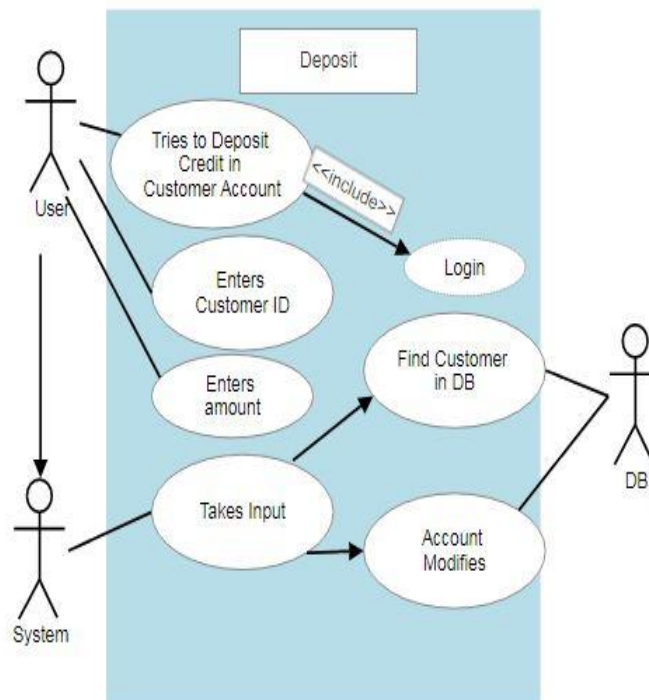 Deposit
Tries to Deposit
Credit in
Customer Account
<<include>>
User
Login
Enters
Customer ID
Find Customer
in DB
Enters
amount
DB
Takes Input
Account
Modifies
System